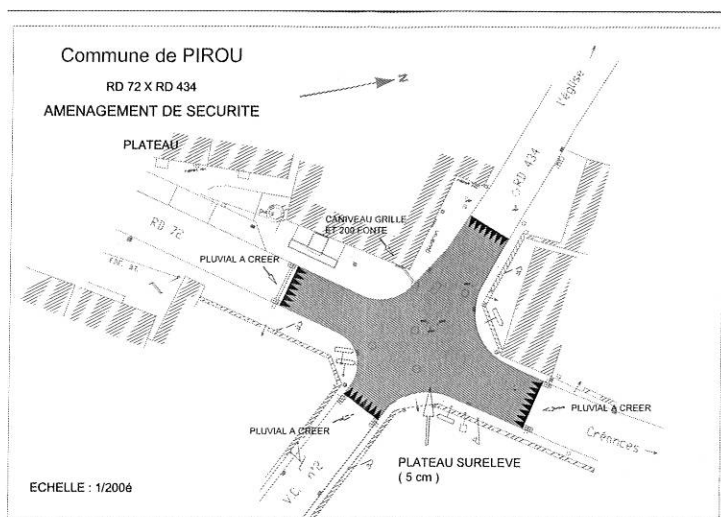 Commune de PIROU
RD 72 X RD 434
AMENAGEMENT DE SECURITE
PLATEAU
N
l'église
RD 434
RD 72
CANIVEAU GRILLE
ET 200 FONTE
PLUVIAL A CREER
PLUVIAL A CREER
PLUVIAL A CREER
Créances
V.C. n°2
PLATEAU SURELEVE
( 5 cm )
ECHELLE : 1/200é